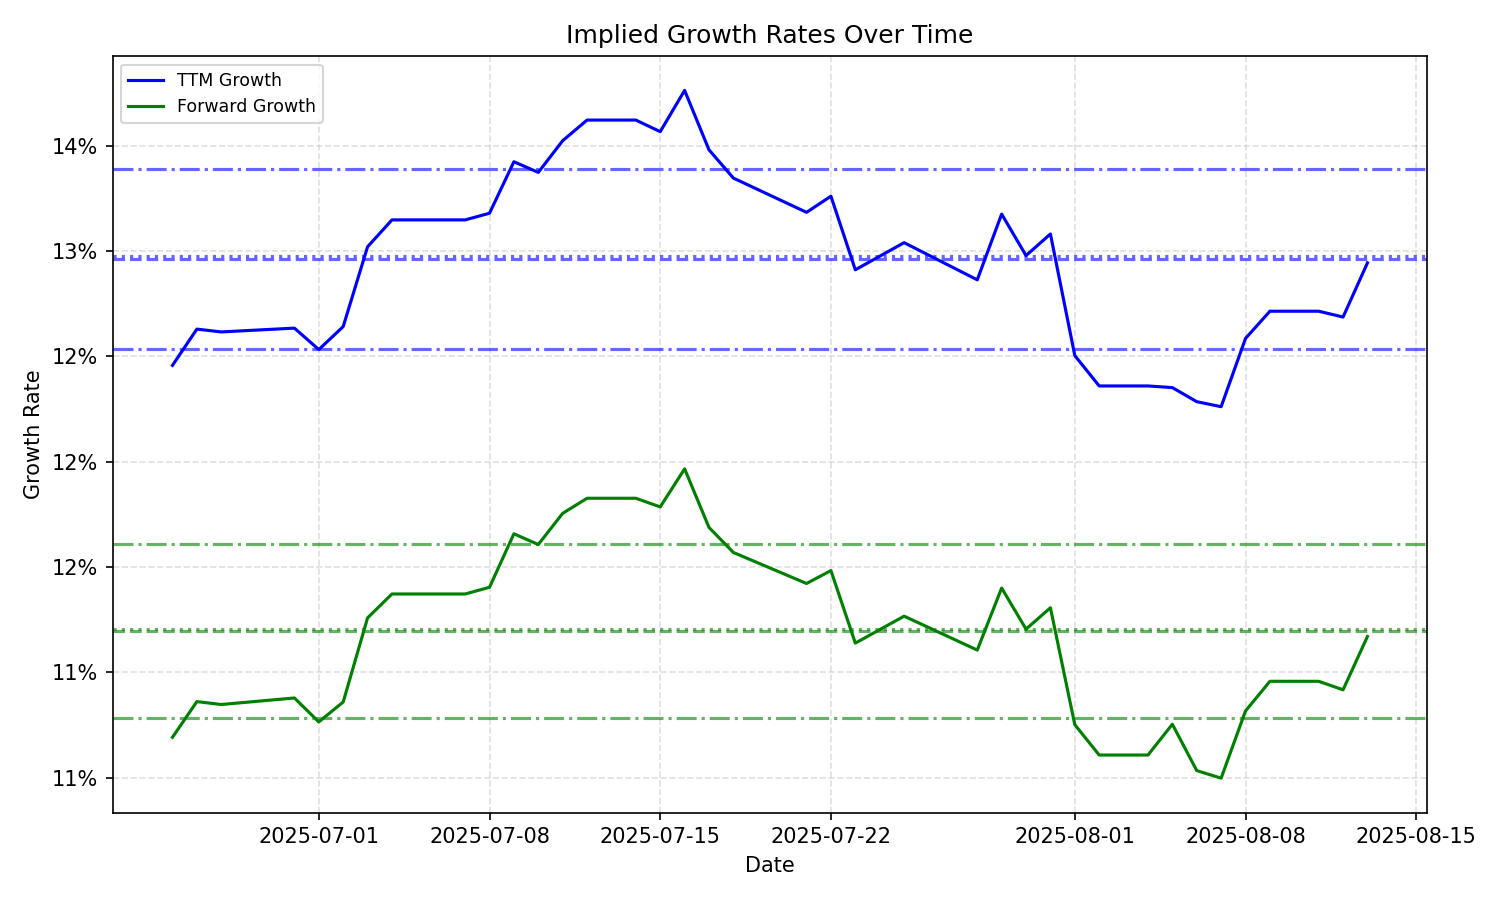 Implied Growth Rates Over Time
TTM Growth
Forward Growth
14%
13%
12%
12%
12%
11%
11%
Growth Rate
2025-07-01
2025-07-08
2025-07-15
2025-07-22
2025-08-01
2025-08-08
2025-08-15
Date